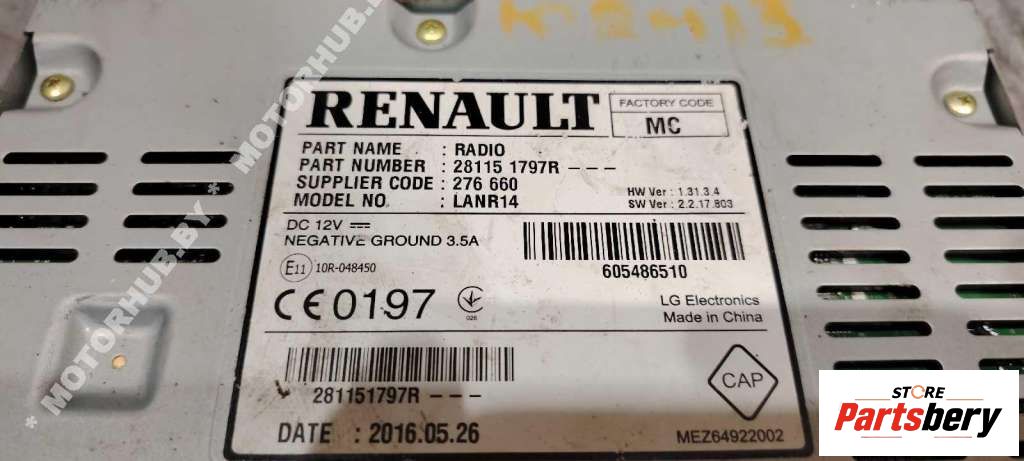 * MOTORHUB.BY * MOTORHUB.BY
RENAULT
FACTORY CODE
MC
PART NAME : RADIO
PART NUMBER : 28115 1797R – – –
SUPPLIER CODE : 276 660
MODEL NO. : LANR14
HW Ver : 1.31.3.4
SW Ver : 2.2.17.803
DC 12V
NEGATIVE GROUND 3.5A
605486510
E11 10R-048450
CE 0197
026
LG Electronics
Made in China
281151797R – – –
CAP
DATE : 2016.05.26
MEZ64922002
STORE
Partsbery